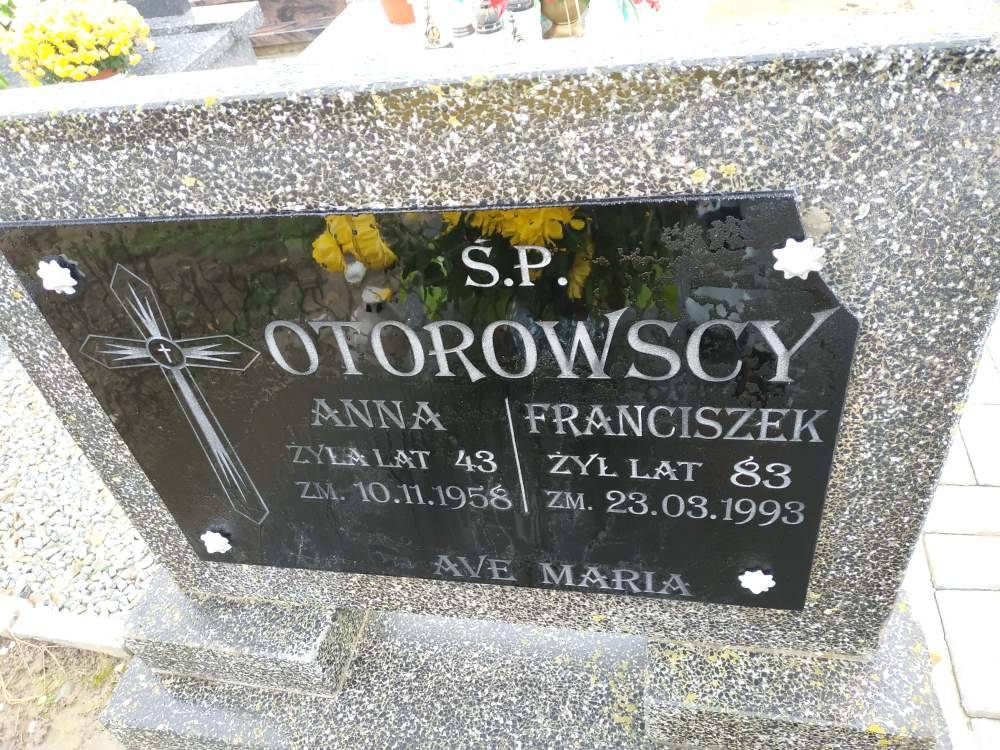 Ś.P.
OTOROWSCY
ANNA
ŻYŁA LAT 43
ZM. 10.11.1958
FRANCISZEK
ŻYŁ LAT 83
ZM. 23.03.1993
AVE MARIA